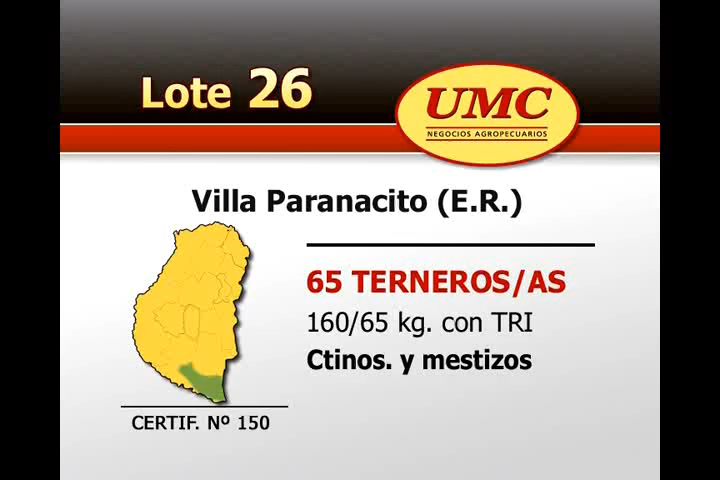 Lote 26
UMC
NEGOCIOS AGROPECUARIOS
Villa Paranacito (E.R.)
65 TERNEROS/AS
160/65 kg. con TRI
Ctinos. y mestizos
CERTIF. Nº 150